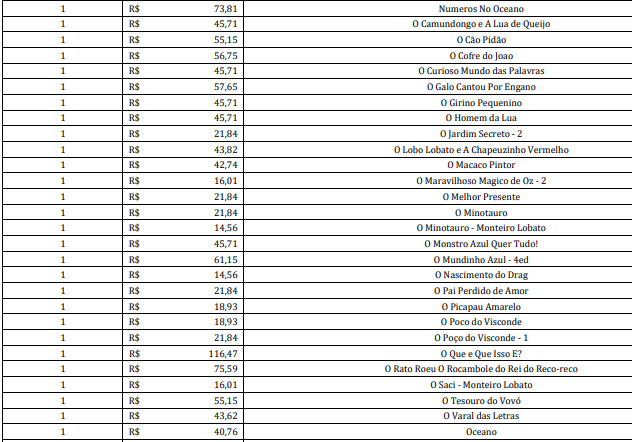 1 R$ 73,81 Numeros No Oceano
1 R$ 45,71 O Camundongo e A Lua de Queijo
1 R$ 55,15 O Cão Pidão
1 R$ 56,75 O Cofre do Joao
1 R$ 45,71 O Curioso Mundo das Palavras
1 R$ 57,65 O Galo Cantou Por Engano
1 R$ 45,71 O Girino Pequenino
1 R$ 45,71 O Homem da Lua
1 R$ 21,84 O Jardim Secreto - 2
1 R$ 43,82 O Lobo Lobato e A Chapeuzinho Vermelho
1 R$ 42,74 O Macaco Pintor
1 R$ 16,01 O Maravilhoso Magico de Oz - 2
1 R$ 21,84 O Melhor Presente
1 R$ 21,84 O Minotauro
1 R$ 14,56 O Minotauro - Monteiro Lobato
1 R$ 45,71 O Monstro Azul Quer Tudo!
1 R$ 61,15 O Mundinho Azul - 4ed
1 R$ 14,56 O Nascimento do Drag
1 R$ 21,84 O Pai Perdido de Amor
1 R$ 18,93 O Picapau Amarelo
1 R$ 18,93 O Poco do Visconde
1 R$ 21,84 O Poço do Visconde - 1
1 R$ 116,47 O Que e Que Isso E?
1 R$ 75,59 O Rato Roeu O Rocambole do Rei do Reco-reco
1 R$ 16,01 O Saci - Monteiro Lobato
1 R$ 55,15 O Tesouro do Vovó
1 R$ 43,62 O Varal das Letras
1 R$ 40,76 Oceano